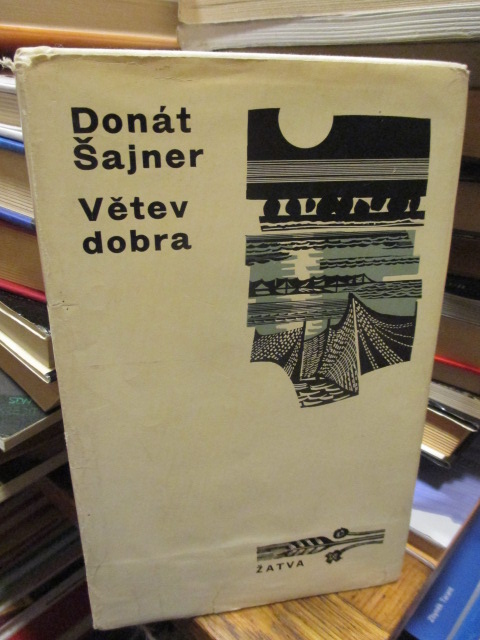 Donát
Šajner
Větev
dobra
ŽATVA